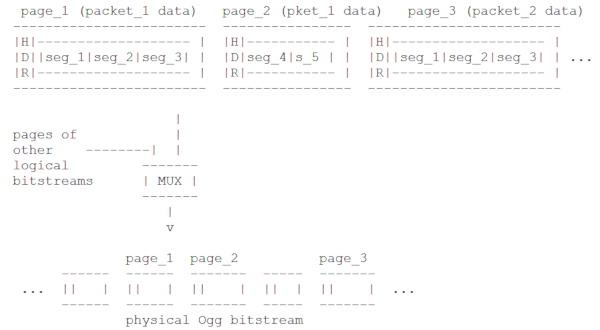 page_1 (packet_1 data) page_2 (pket_1 data) page_3 (packet_2 data)
------------------------ ---------------- ------------------------
|H|------------------- | |H|----------- | |H|------------------- |
|D||seg_1|seg_2|seg_3| | |D|seg_4|s_5 | | |D||seg_1|seg_2|seg_3| | ...
|R|------------------- | |R|----------- | |R|------------------- |
------------------------ ---------------- ------------------------
|
pages of |
other --------| |
logical -------
bitstreams | MUX |
-------
|
v
page_1 page_2 page_3
------ ------ ------- ----- -------
... || | || | || | || | || | ...
------ ------ ------- ----- -------
physical Ogg bitstream